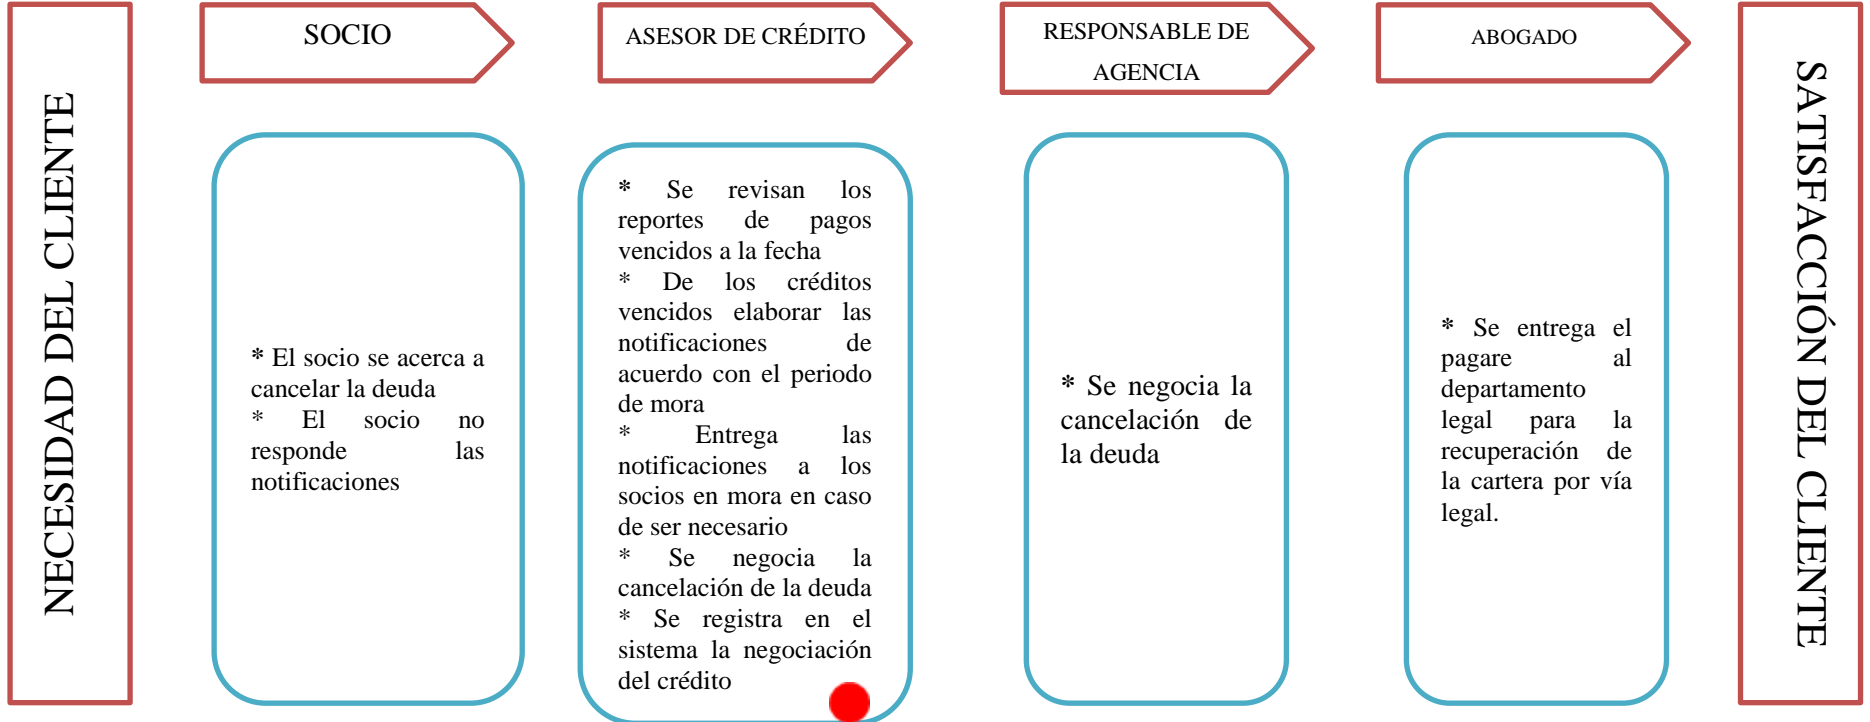 NECESIDAD DEL CLIENTE
SOCIO
* El socio se acerca a
cancelar la deuda
* El socio no
responde las
notificaciones
ASESOR DE CRÉDITO
* Se revisan los
reportes de pagos
vencidos a la fecha
* De los créditos
vencidos elaborar las
notificaciones de
acuerdo con el periodo
de mora
* Entrega las
notificaciones a los
socios en mora en caso
de ser necesario
* Se negocia la
cancelación de la deuda
* Se registra en el
sistema la negociación
del crédito
RESPONSABLE DE
AGENCIA
* Se negocia la
cancelación de
la deuda
ABOGADO
* Se entrega el
pagare al
departamento
legal para la
recuperación de
la cartera por vía
legal.
SATISFACCIÓN DEL CLIENTE